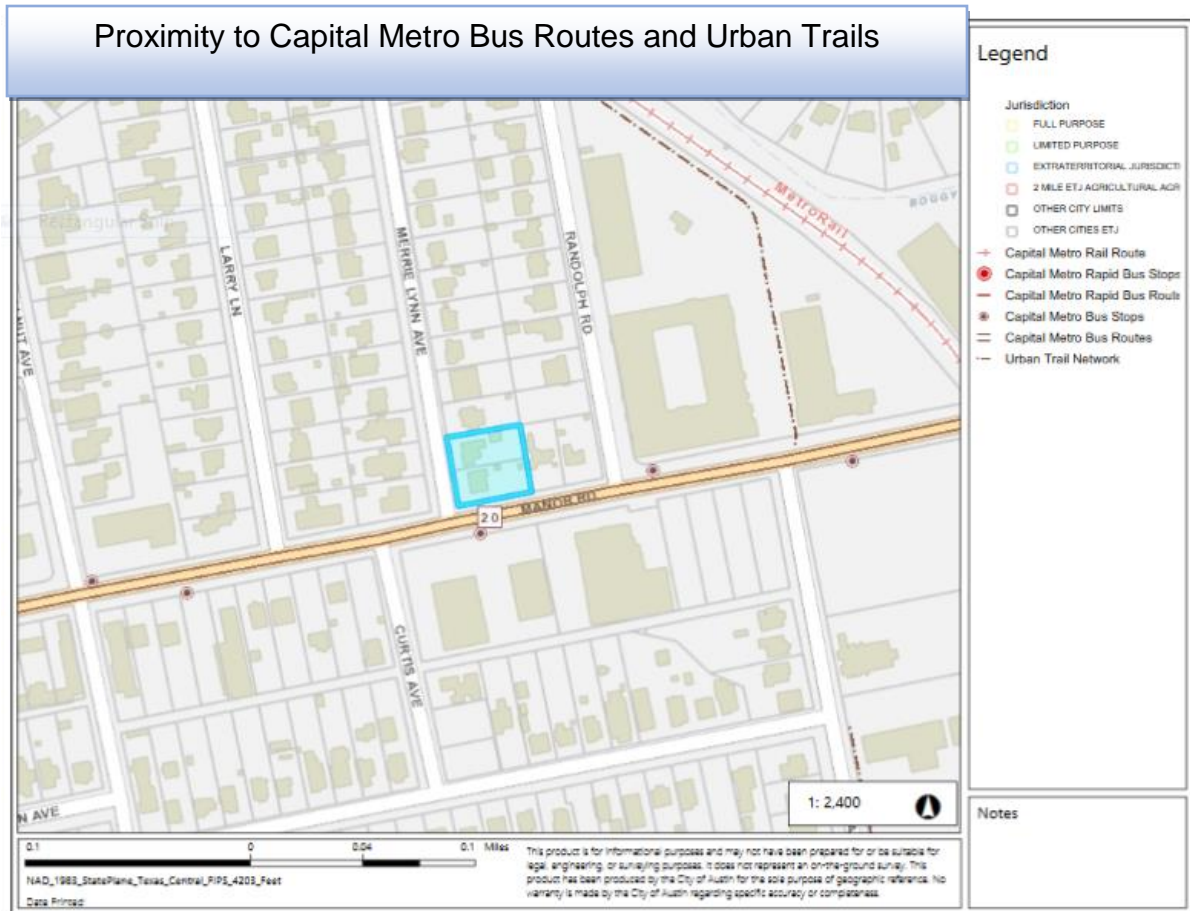 Proximity to Capital Metro Bus Routes and Urban Trails
Legend
Jurisdiction
FULL PURPOSE
LIMITED PURPOSE
EXTRATERRITORIAL JURISDICTI
2 MILE ETJ AGRICULTURAL AGR
OTHER CITY LIMITS
OTHER CITIES ETJ
Capital Metro Rail Route
Capital Metro Rapid Bus Stops
Capital Metro Rapid Bus Route
Capital Metro Bus Stops
Capital Metro Bus Routes
Urban Trail Network
Notes
MetroRail
BOGGY
Rectangular
LARRY LN
MERRIE LYNN AVE
RANDOLPH RD
AVE
MANOR RD
20
CURTIS AVE
N AVE
1: 2,400
0.1 0 0.04 0.1 Miles
NAD_1983_StatePlane_Texas_Central_FIPS_4203_Feet
Date Printed:
This product is for informational purposes and may not have been prepared for or be suitable for
legal, engineering, or surveying purposes. It does not represent an on-the-ground survey. This
product has been produced by the City of Austin for the sole purpose of geographic reference. No
warranty is made by the City of Austin regarding specific accuracy or completeness.